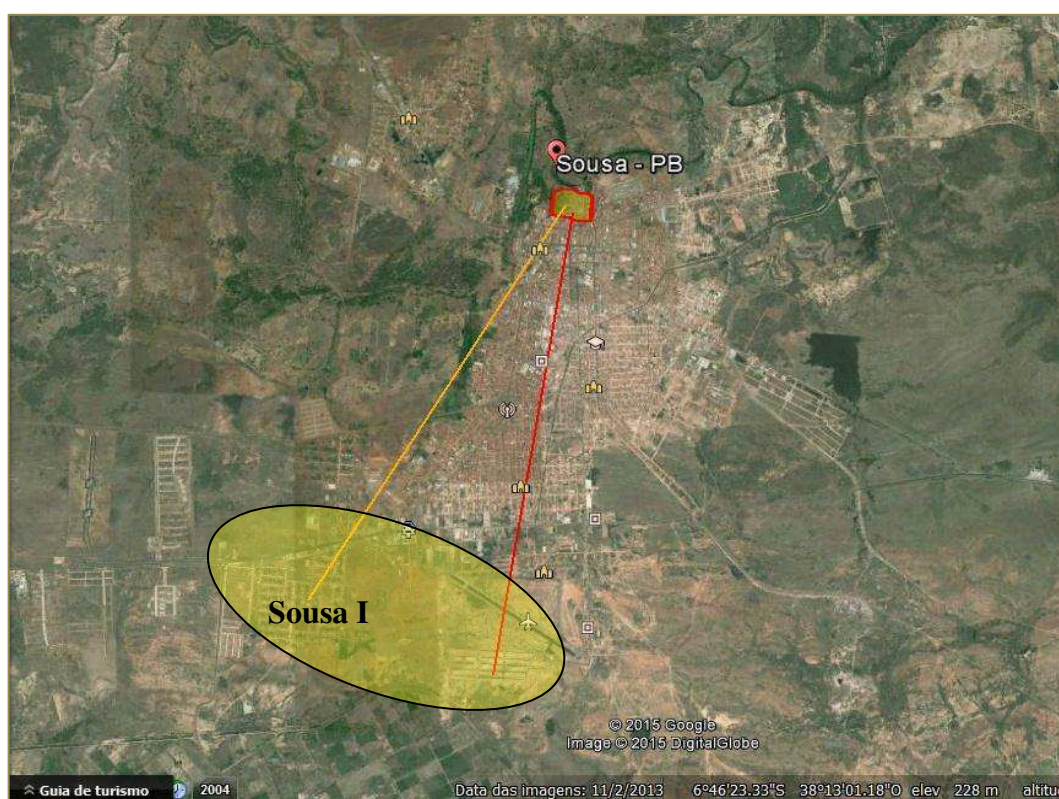 Sousa - PB
Sousa I
© 2015 Google
Image © 2015 DigitalGlobe
Guia de turismo
2004
Data das imagens: 11/2/2013 6°46'23.33"S 38°13'01.18"O elev 228 m altitu